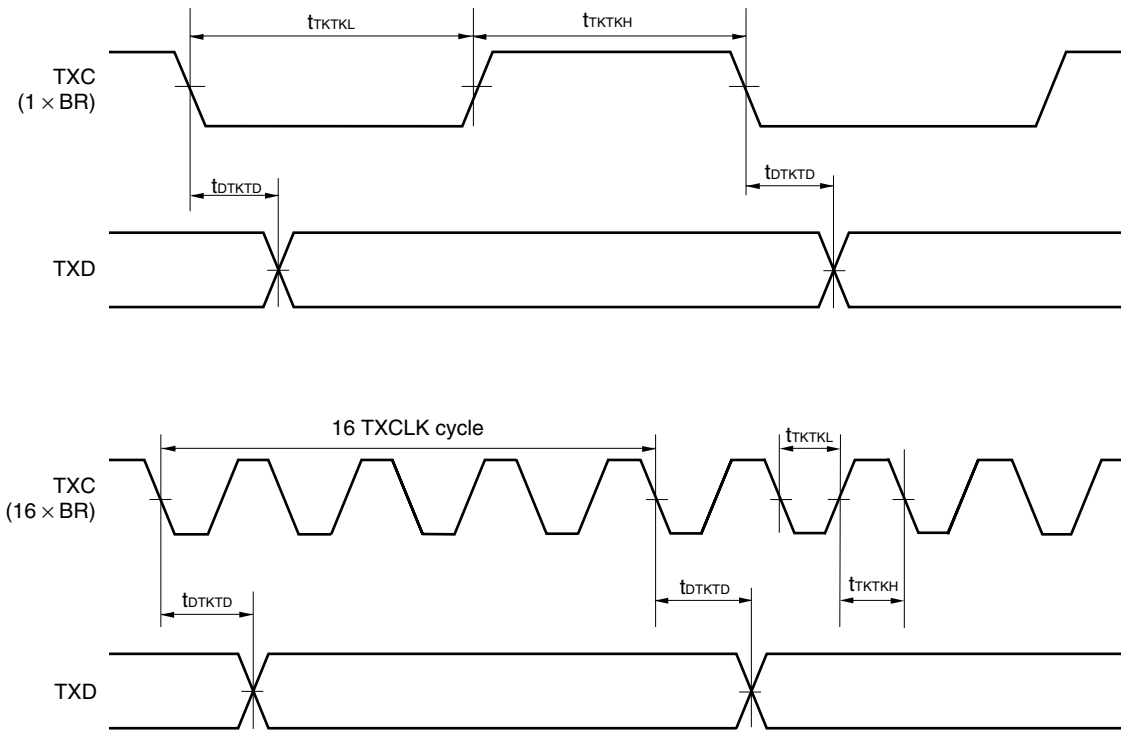 tTKTKL
tTKTKH
TXC
(1 × BR)
tDTKTD
tDTKTD
TXD
16 TXCLK cycle
tTKTKL
TXC
(16 × BR)
tDTKTD
tDTKTD
tTKTKH
TXD